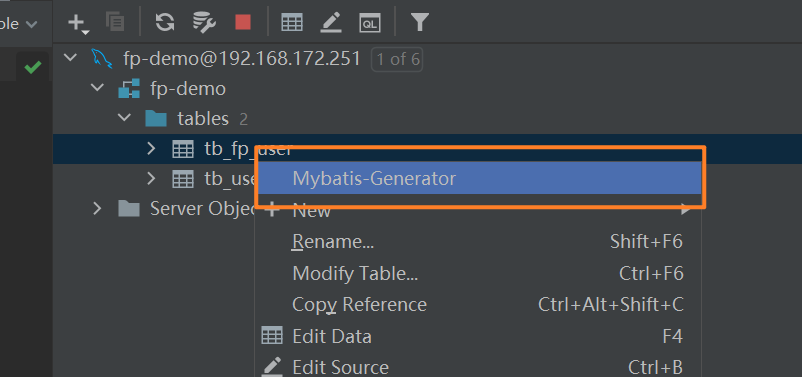 le
fp-demo@192.168.172.251 1 of 6
fp-demo
tables 2
tb_fp_user
Mybatis-Generator
tb_use
Server Objec
New
Rename... Shift+F6
Modify Table... Ctrl+F6
Copy Reference Ctrl+Alt+Shift+C
QL
Edit Data F4
Edit Source Ctrl+B